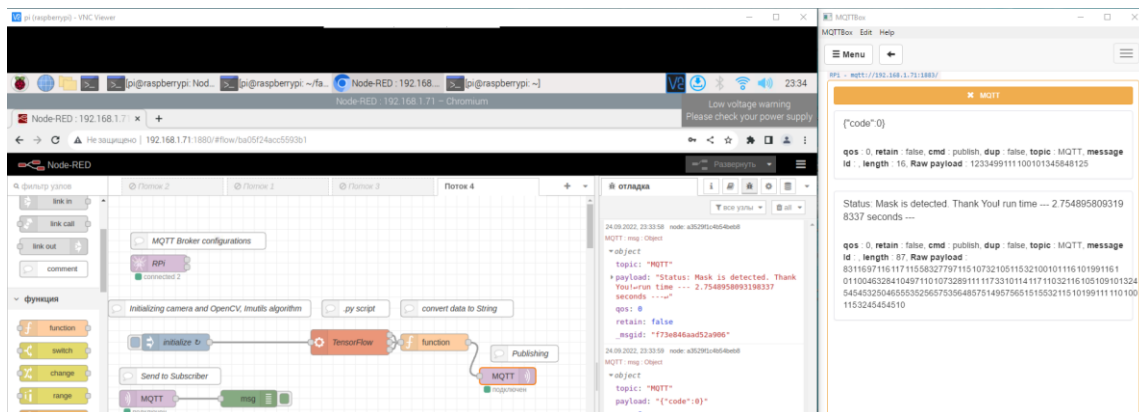 pi (raspberrypi) - VNC Viewer
[pi@raspberrypi: Nod... [pi@raspberrypi: ~/fa... Node-RED : 192.168.... [pi@raspberrypi: ~] 23:34
Node-RED : 192.168.1.71 – Chromium
Low voltage warning
Please check your power supply
Node-RED : 192.168.1.7
Не защищено | 192.168.1.71:1880/#flow/ba05f24acc5593b1
Node-RED
Развернуть
фильтр узлов
link in
link call
link out
comment
функция
function
switch
change
range
Поток 2 Поток 1 Поток 3 Поток 4
MQTT Broker configurations
RPi
connected 2
Initializing camera and OpenCV, Imutils algorithm .py script convert data to String
initialize ↻ TensorFlow function
Publishing
MQTT
подключен
Send to Subscriber
MQTT msg
отладка
все узлы all
24.09.2022, 23:33:58 node: a3529f1c4b54beb8
MQTT : msg : Object
object
topic: "MQTT"
payload: "Status: Mask is detected. Thank
You!↵run time --- 2.7548958093198337
seconds ---↵"
qos: 0
retain: false
_msgid: "f73e846aad52a906"
24.09.2022, 23:33:59 node: a3529f1c4b54beb8
MQTT : msg : Object
object
topic: "MQTT"
payload: "{"code":0}"
MQTTBox
MQTTBox Edit Help
Menu
RPi - mqtt://192.168.1.71:1883/
MQTT
{"code":0}
qos : 0, retain : false, cmd : publish, dup : false, topic : MQTT, message
Id : , length : 16, Raw payload : 123349911110010134584​8125
Status: Mask is detected. Thank You! run time --- 2.754895809319
8337 seconds ---
qos : 0, retain : false, cmd : publish, dup : false, topic : MQTT, message
Id : , length : 87, Raw payload :